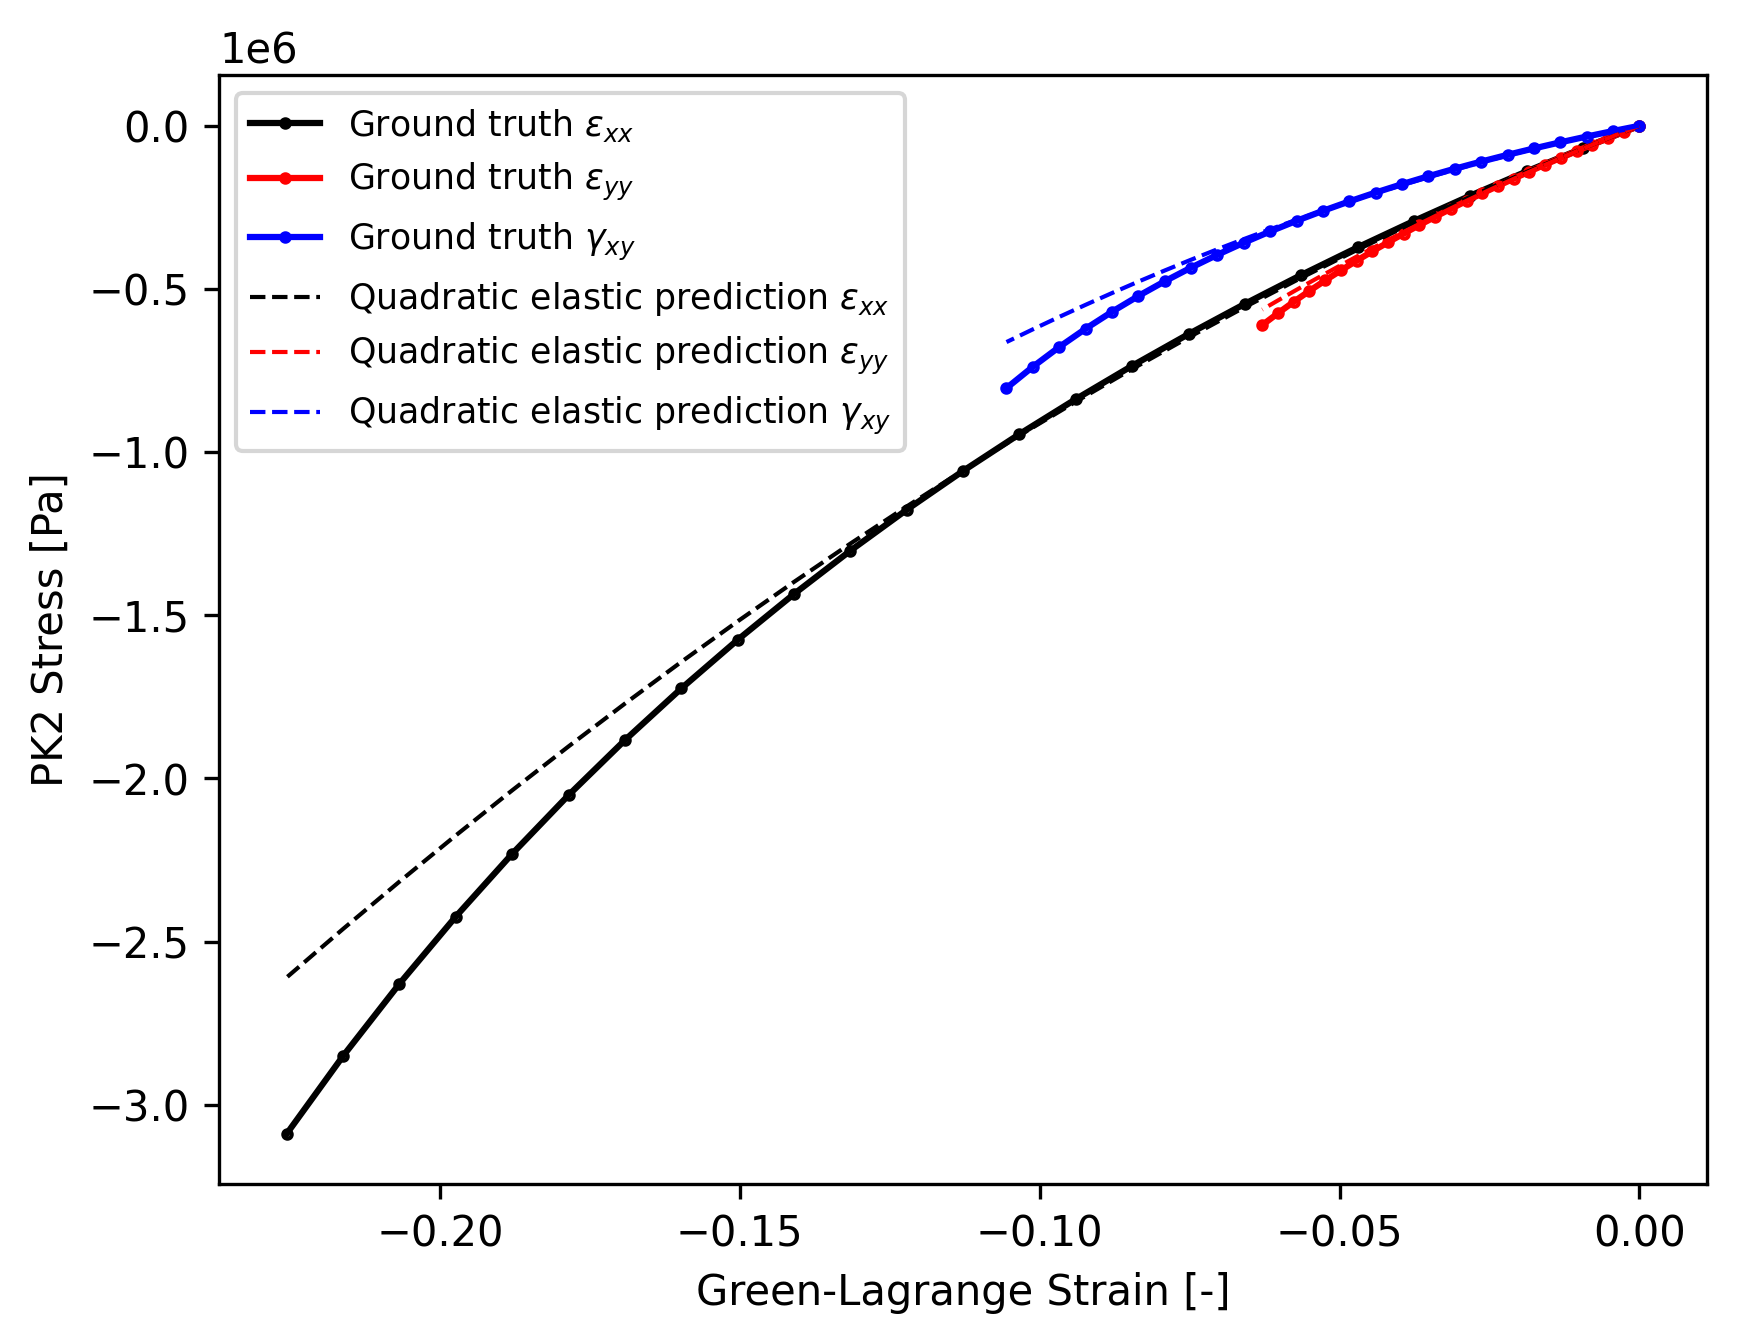 1e6
0.0
−0.5
−1.0
−1.5
−2.0
−2.5
−3.0
PK2 Stress [Pa]
Ground truth εxx
Ground truth εyy
Ground truth γxy
Quadratic elastic prediction εxx
Quadratic elastic prediction εyy
Quadratic elastic prediction γxy
−0.20 −0.15 −0.10 −0.05 0.00
Green-Lagrange Strain [-]